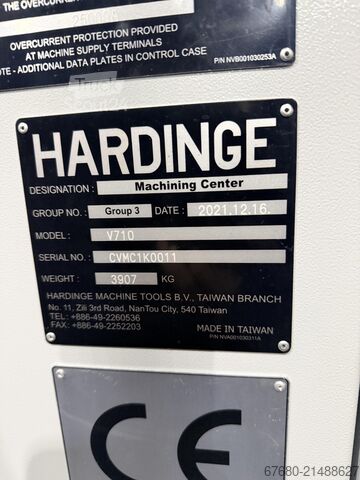 THE OVERCURRENT
OVERCURRENT PROTECTION PROVIDED
AT MACHINE SUPPLY TERMINALS
NOTE - ADDITIONAL DATA PLATES IN CONTROL CASE
P/N NVB001030253A
HARDINGE
DESIGNATION : Machining Center
GROUP NO. : Group 3 DATE : 2021.12.16.
MODEL : V710
SERIAL NO. : CVMC1K0011
WEIGHT : 3907 KG
HARDINGE MACHINE TOOLS B.V., TAIWAN BRANCH
No. 11, Zili 3rd Road, NanTou City, 540 Taiwan
TEL: +886-49-2260536
FAX: +886-49-2252203
MADE IN TAIWAN
P/N NVA001030311A
CE
67680-21488627